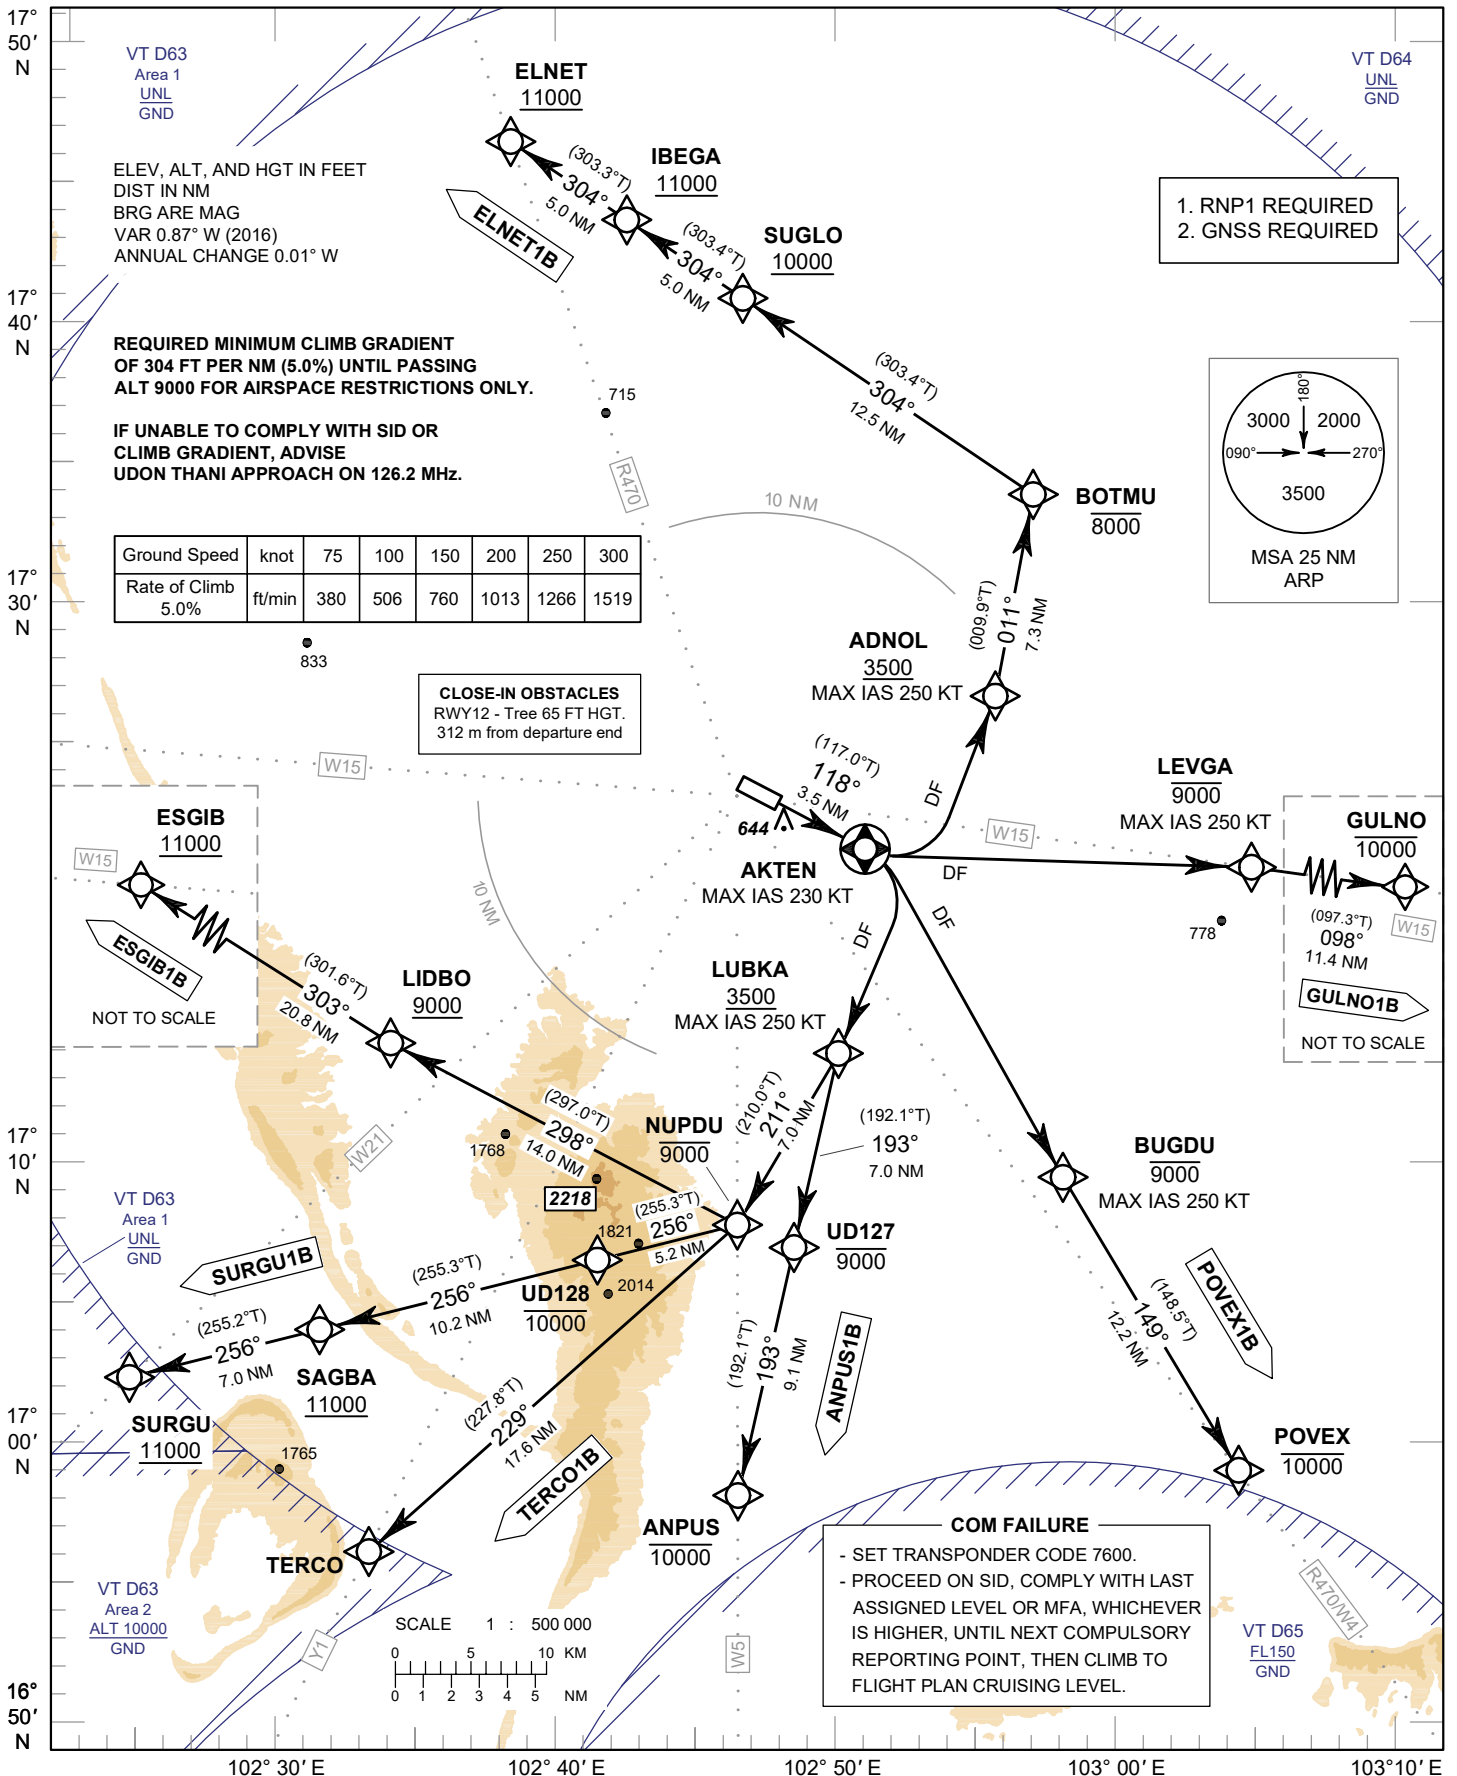 17°
50′
N
VT D63
Area 1
UNL
GND
ELNET
11000
VT D64
UNL
GND
(303.3°T)
304°
5.0 NM
IBEGA
11000
ELEV, ALT, AND HGT IN FEET
DIST IN NM
BRG ARE MAG
VAR 0.87° W (2016)
ANNUAL CHANGE 0.01° W
ELNET1B
(303.4°T)
304°
5.0 NM
SUGLO
10000
1. RNP1 REQUIRED
2. GNSS REQUIRED
17°
40′
N
REQUIRED MINIMUM CLIMB GRADIENT
OF 304 FT PER NM (5.0%) UNTIL PASSING
ALT 9000 FOR AIRSPACE RESTRICTIONS ONLY.
IF UNABLE TO COMPLY WITH SID OR
CLIMB GRADIENT, ADVISE
UDON THANI APPROACH ON 126.2 MHz.
715
R470
(303.4°T)
304°
12.5 NM
180°
3000
2000
090°
270°
3500
MSA 25 NM
ARP
10 NM
BOTMU
8000
Ground Speed knot 75 100 150 200 250 300
Rate of Climb
5.0% ft/min 380 506 760 1013 1266 1519
17°
30′
N
833
(009.9°T)
011°
7.3 NM
ADNOL
3500
MAX IAS 250 KT
CLOSE-IN OBSTACLES
RWY12 - Tree 65 FT HGT.
312 m from departure end
W15
(117.0°T)
118°
3.5 NM
644
DF
AKTEN
MAX IAS 230 KT
W15
DF
LEVGA
9000
MAX IAS 250 KT
GULNO
10000
W15
(097.3°T)
098°
11.4 NM
GULNO1B
NOT TO SCALE
778
ESGIB
11000
W15
ESGIB1B
NOT TO SCALE
10 NM
(301.6°T)
303°
20.8 NM
LIDBO
9000
DF
DF
LUBKA
3500
MAX IAS 250 KT
W21
(297.0°T)
298°
14.0 NM
1768
NUPDU
9000
(210.0°T)
211°
7.0 NM
(192.1°T)
193°
7.0 NM
17°
10′
N
BUGDU
9000
MAX IAS 250 KT
2218
VT D63
Area 1
UNL
GND
1821
(255.3°T)
256°
5.2 NM
UD127
9000
SURGU1B
(255.3°T)
256°
10.2 NM
UD128
10000
2014
(255.2°T)
256°
7.0 NM
SAGBA
11000
(192.1°T)
193°
9.1 NM
ANPUS1B
(148.5°T)
149°
12.2 NM
POVEX1B
17°
00′
N
SURGU
11000
1765
(227.8°T)
229°
17.6 NM
TERCO1B
POVEX
10000
ANPUS
10000
TERCO
COM FAILURE
- SET TRANSPONDER CODE 7600.
- PROCEED ON SID, COMPLY WITH LAST
ASSIGNED LEVEL OR MFA, WHICHEVER
IS HIGHER, UNTIL NEXT COMPULSORY
REPORTING POINT, THEN CLIMB TO
FLIGHT PLAN CRUISING LEVEL.
VT D63
Area 2
ALT 10000
GND
Y1
SCALE 1 : 500 000
0 5 10 KM
0 1 2 3 4 5 NM
W5
R470/W4
VT D65
FL150
GND
16°
50′
N
102° 30′ E
102° 40′ E
102° 50′ E
103° 00′ E
103° 10′ E